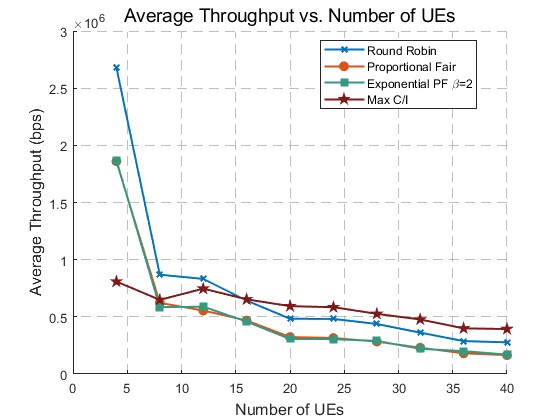 Average Throughput vs. Number of UEs
×10⁶
3
2.5
2
1.5
1
0.5
0
Average Throughput (bps)
Round Robin
Proportional Fair
Exponential PF β=2
Max C/I
0 5 10 15 20 25 30 35 40
Number of UEs